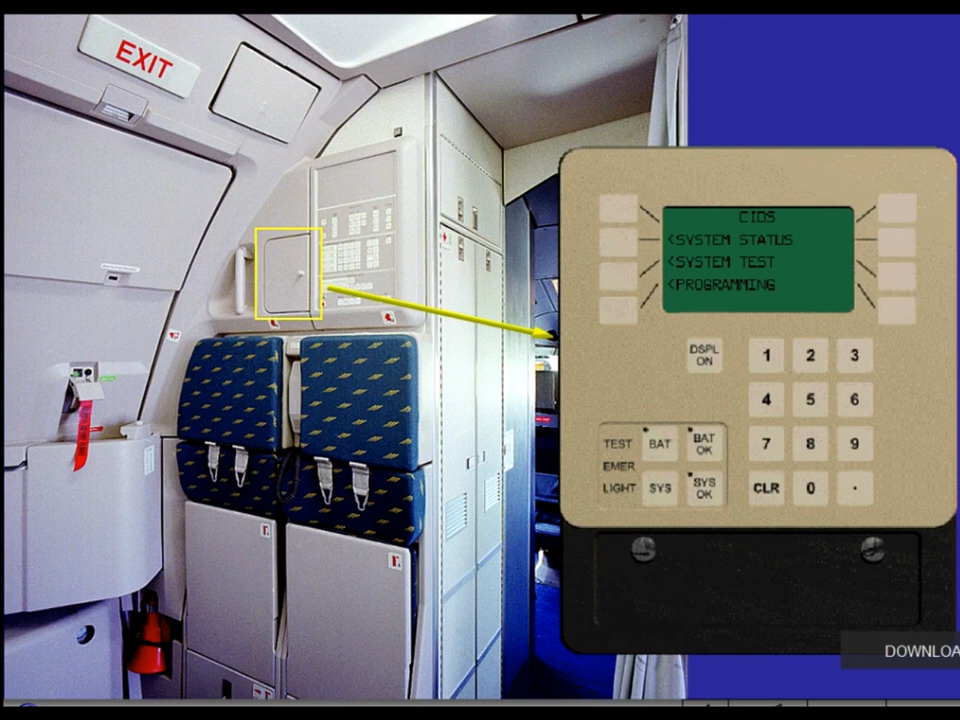 EXIT
CIDS
<SYSTEM STATUS
<SYSTEM TEST
<PROGRAMMING
DSPL
ON
1 2 3
4 5 6
7 8 9
CLR 0 .
TEST
EMER
LIGHT
BAT
BAT
OK
SYS
SYS
OK
DOWNLOA